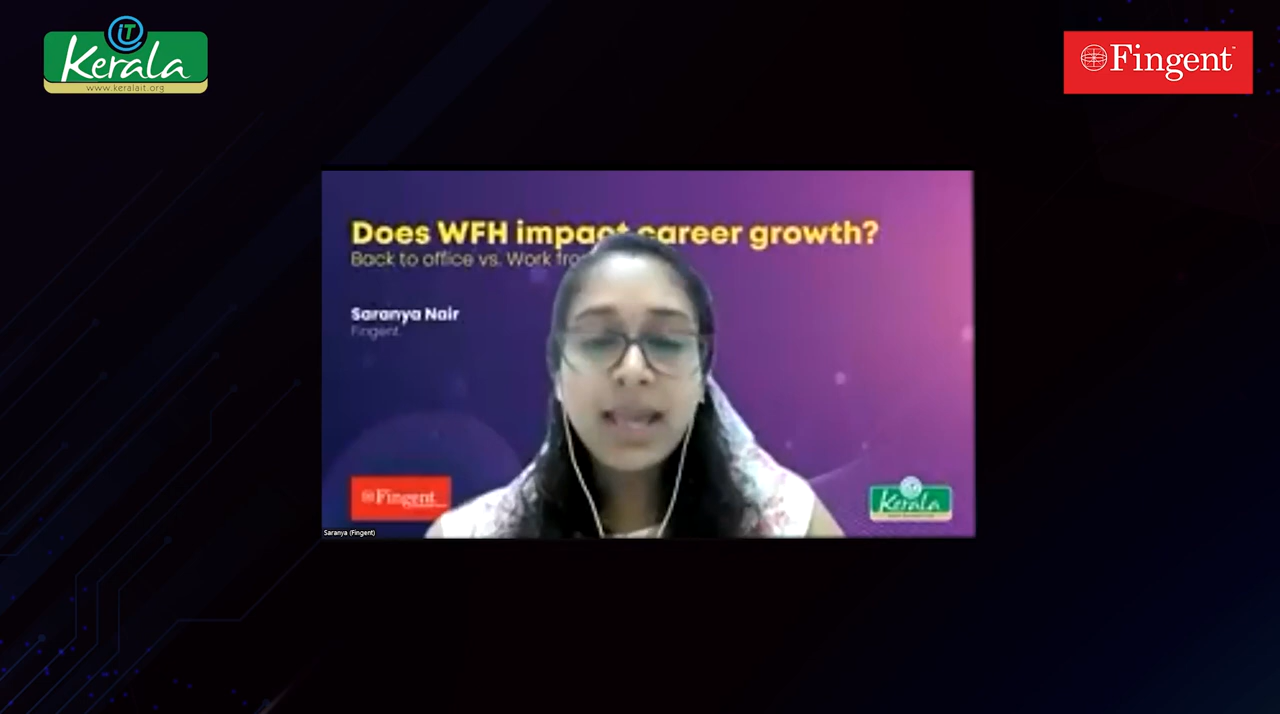 iT
Kerala
www.keralait.org
Fingent
Does WFH impact career growth?
Back to office vs. Work fro
Saranya Nair
Fingent
Fingent
Kerala
Saranya (Fingent)